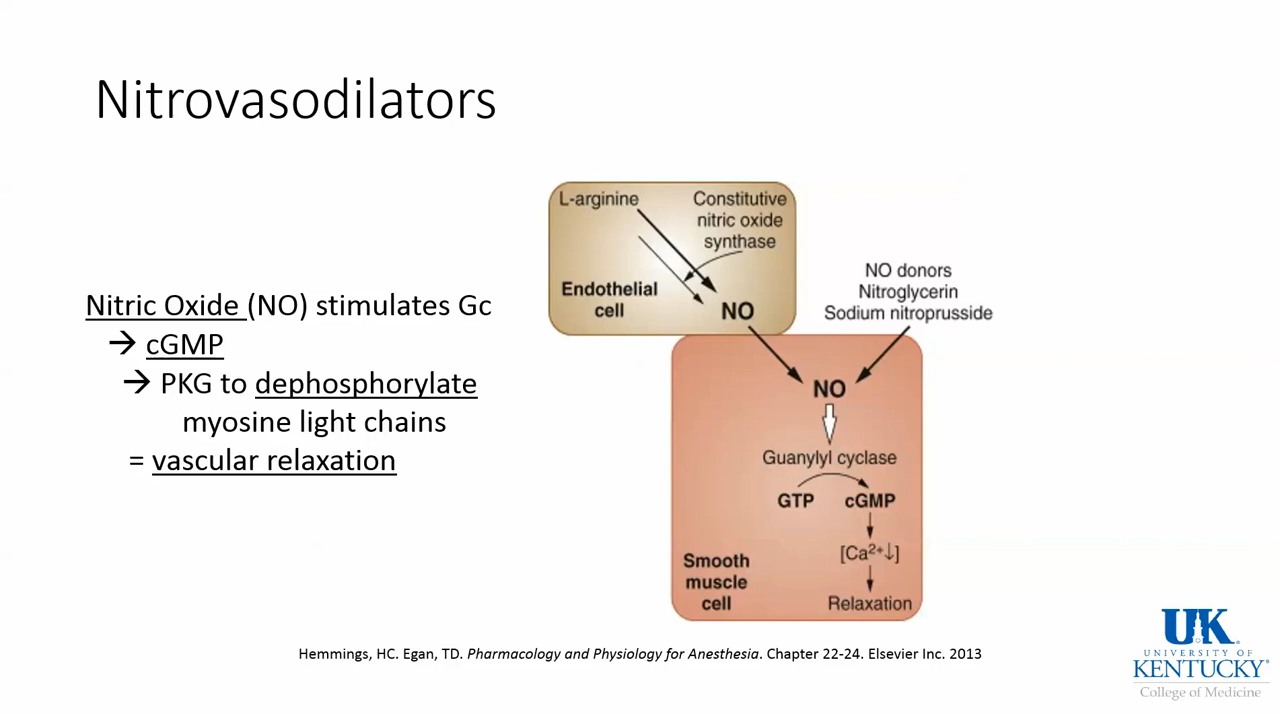 Nitrovasodilators
Nitric Oxide (NO) stimulates Gc
→ cGMP
→ PKG to dephosphorylate
myosine light chains
= vascular relaxation
L-arginine
Constitutive
nitric oxide
synthase
Endothelial
cell
NO
NO donors
Nitroglycerin
Sodium nitroprusside
NO
Guanylyl cyclase
GTP
cGMP
[Ca²⁺↓]
Relaxation
Smooth
muscle
cell
Hemmings, HC. Egan, TD. Pharmacology and Physiology for Anesthesia. Chapter 22-24. Elsevier Inc. 2013
UK
UNIVERSITY OF
KENTUCKY
College of Medicine